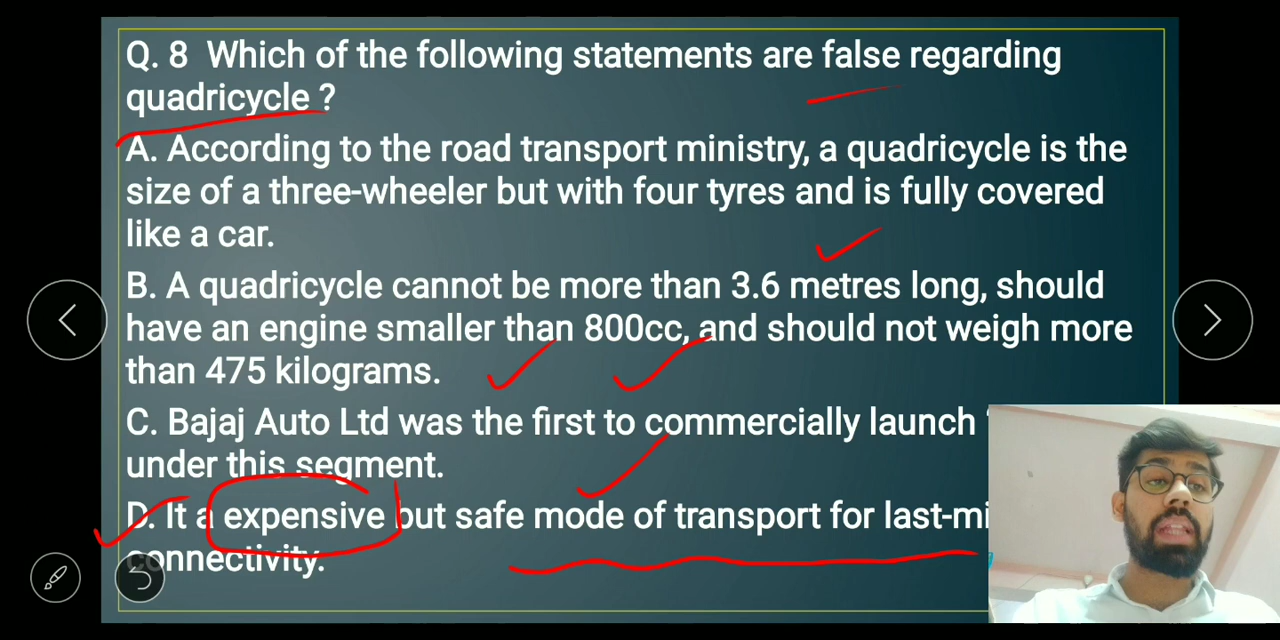 Q. 8 Which of the following statements are false regarding
quadricycle ?
A. According to the road transport ministry, a quadricycle is the
size of a three-wheeler but with four tyres and is fully covered
like a car.
B. A quadricycle cannot be more than 3.6 metres long, should
have an engine smaller than 800cc, and should not weigh more
than 475 kilograms.
C. Bajaj Auto Ltd was the first to commercially launch
under this segment.
D. It a expensive but safe mode of transport for last-mi
connectivity.